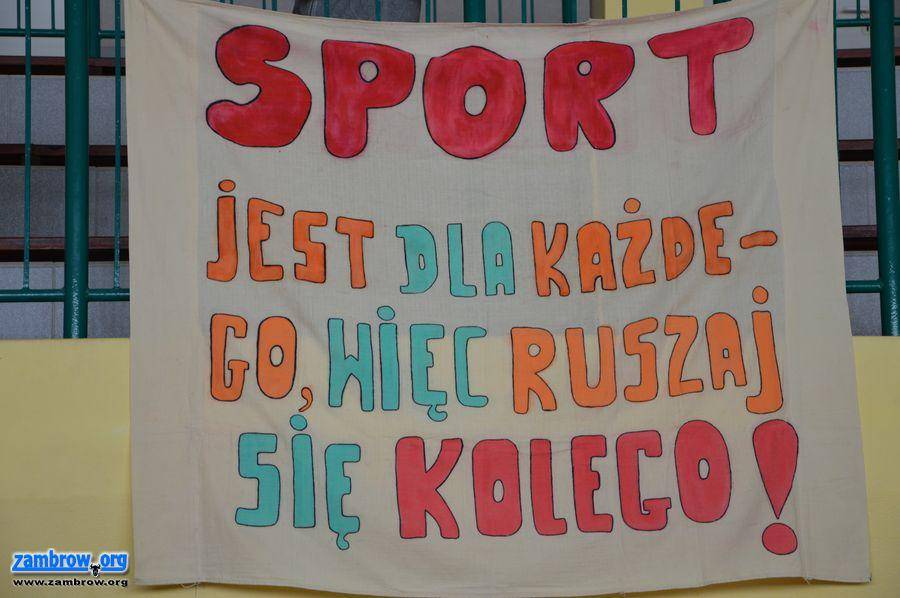 SPORT
JEST DLA KAŻDE-
GO, WIĘC RUSZAJ
SIĘ KOLEGO!
zambrow.org
www.zambrow.org